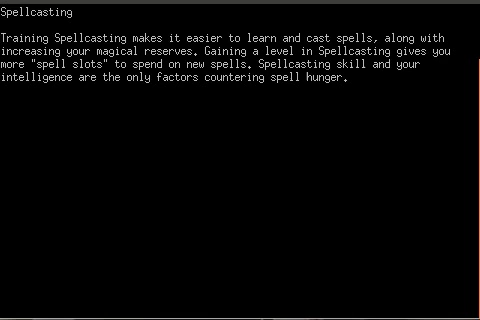 Spellcasting
Training Spellcasting makes it easier to learn and cast spells, along with
increasing your magical reserves. Gaining a level in Spellcasting gives you
more "spell slots" to spend on new spells. Spellcasting skill and your
intelligence are the only factors countering spell hunger.